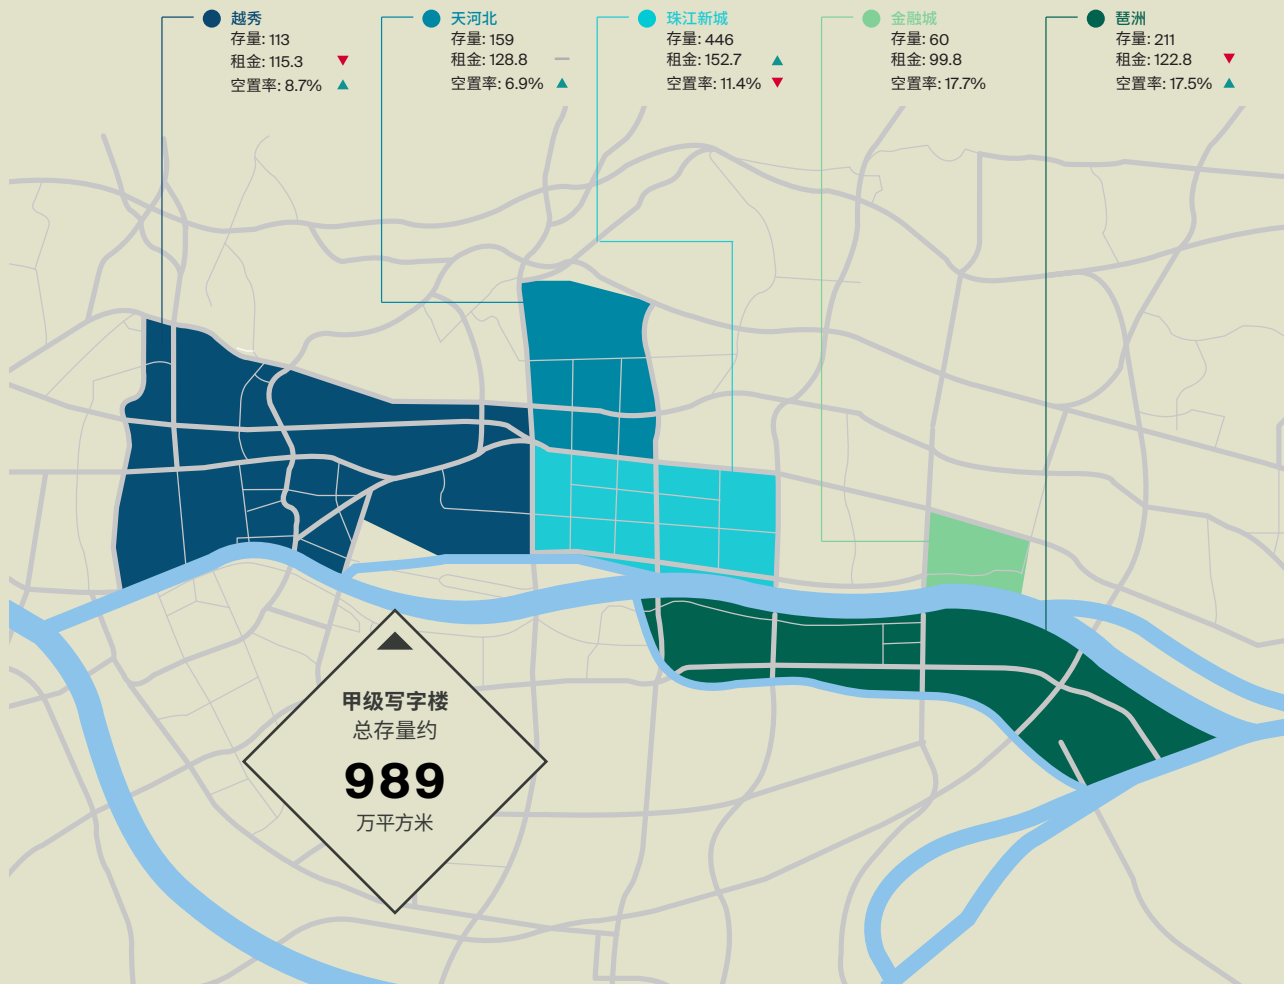 越秀
存量: 113
租金: 115.3
空置率: 8.7%
天河北
存量: 159
租金: 128.8
空置率: 6.9%
珠江新城
存量: 446
租金: 152.7
空置率: 11.4%
金融城
存量: 60
租金: 99.8
空置率: 17.7%
琶洲
存量: 211
租金: 122.8
空置率: 17.5%
甲级写字楼
总存量约
989
万平方米